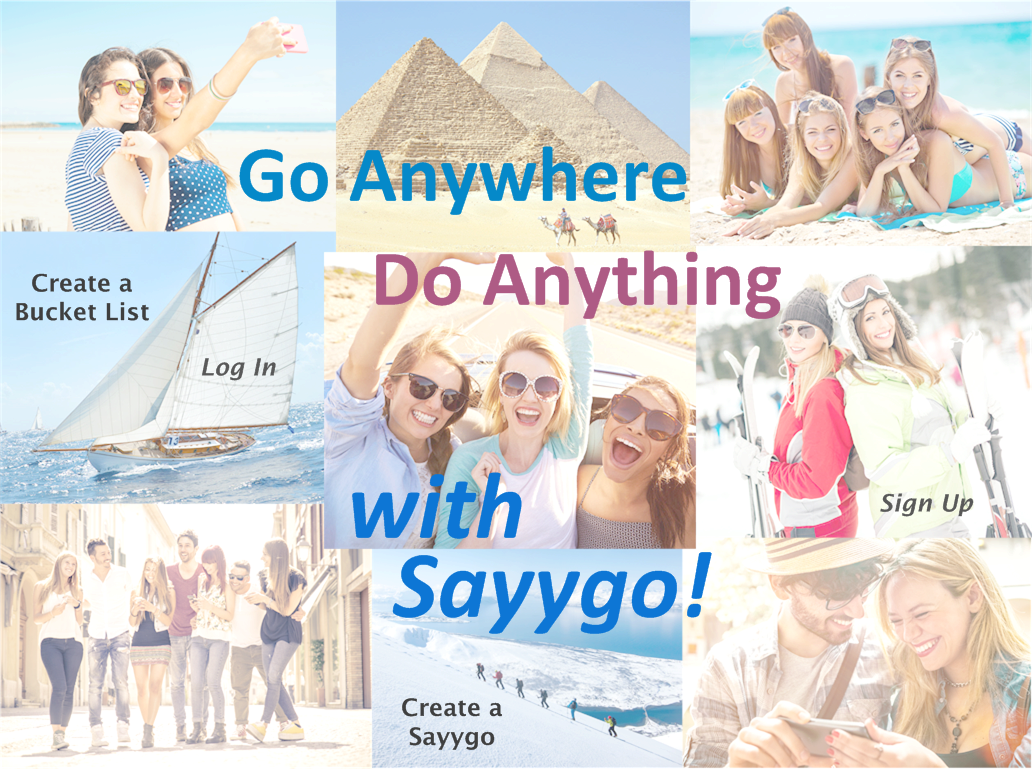 Go Anywhere
Do Anything
Create a
Bucket List
Log In
with
Sayygo!
Sign Up
Create a
Sayygo